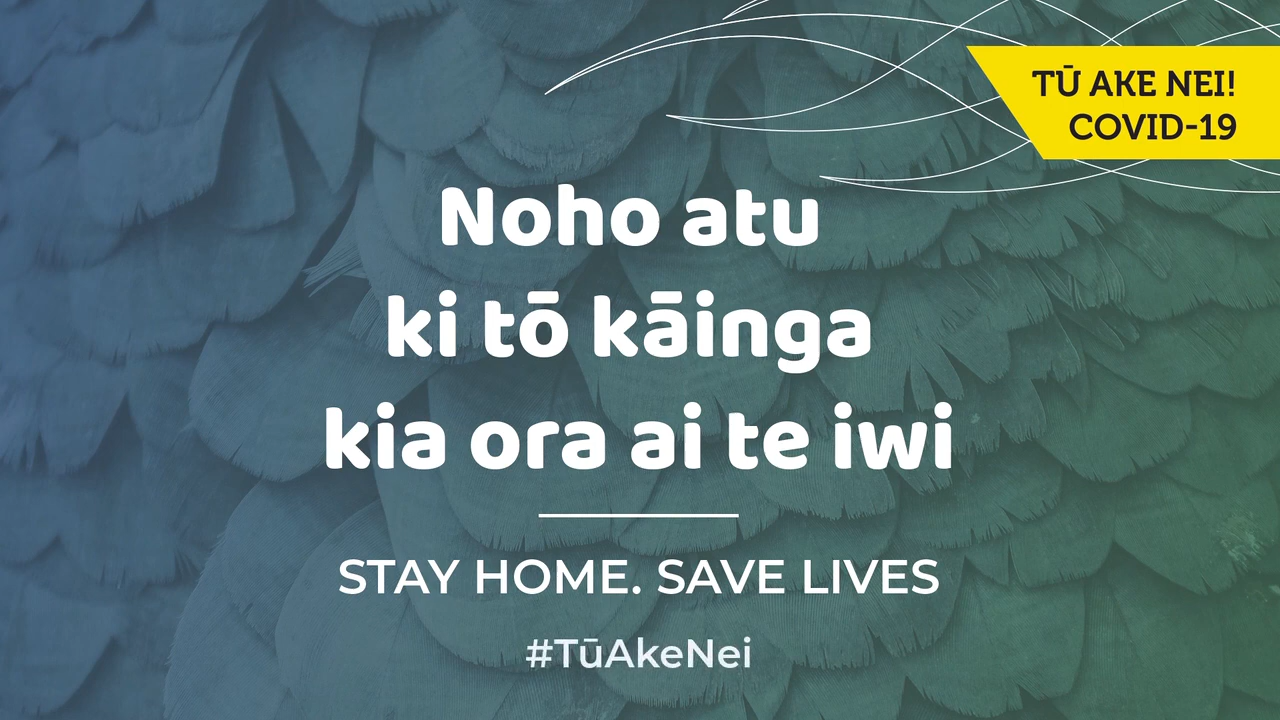 TŪ AKE NEI!
COVID-19
Noho atu
ki tō kāinga
kia ora ai te iwi
STAY HOME. SAVE LIVES
#TūAkeNei